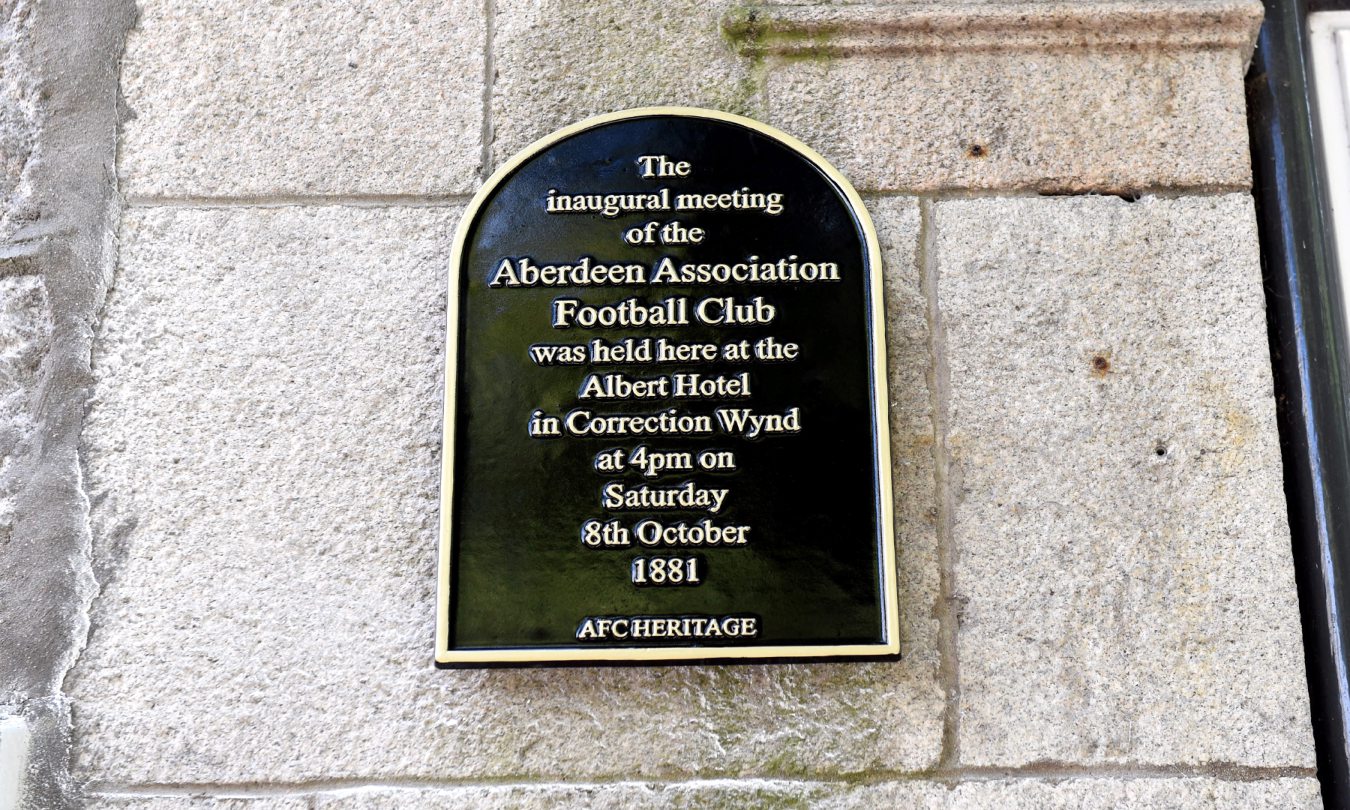 The
inaugural meeting
of the
Aberdeen Association
Football Club
was held here at the
Albert Hotel
in Correction Wynd
at 4pm on
Saturday
8th October
1881
AFC HERITAGE